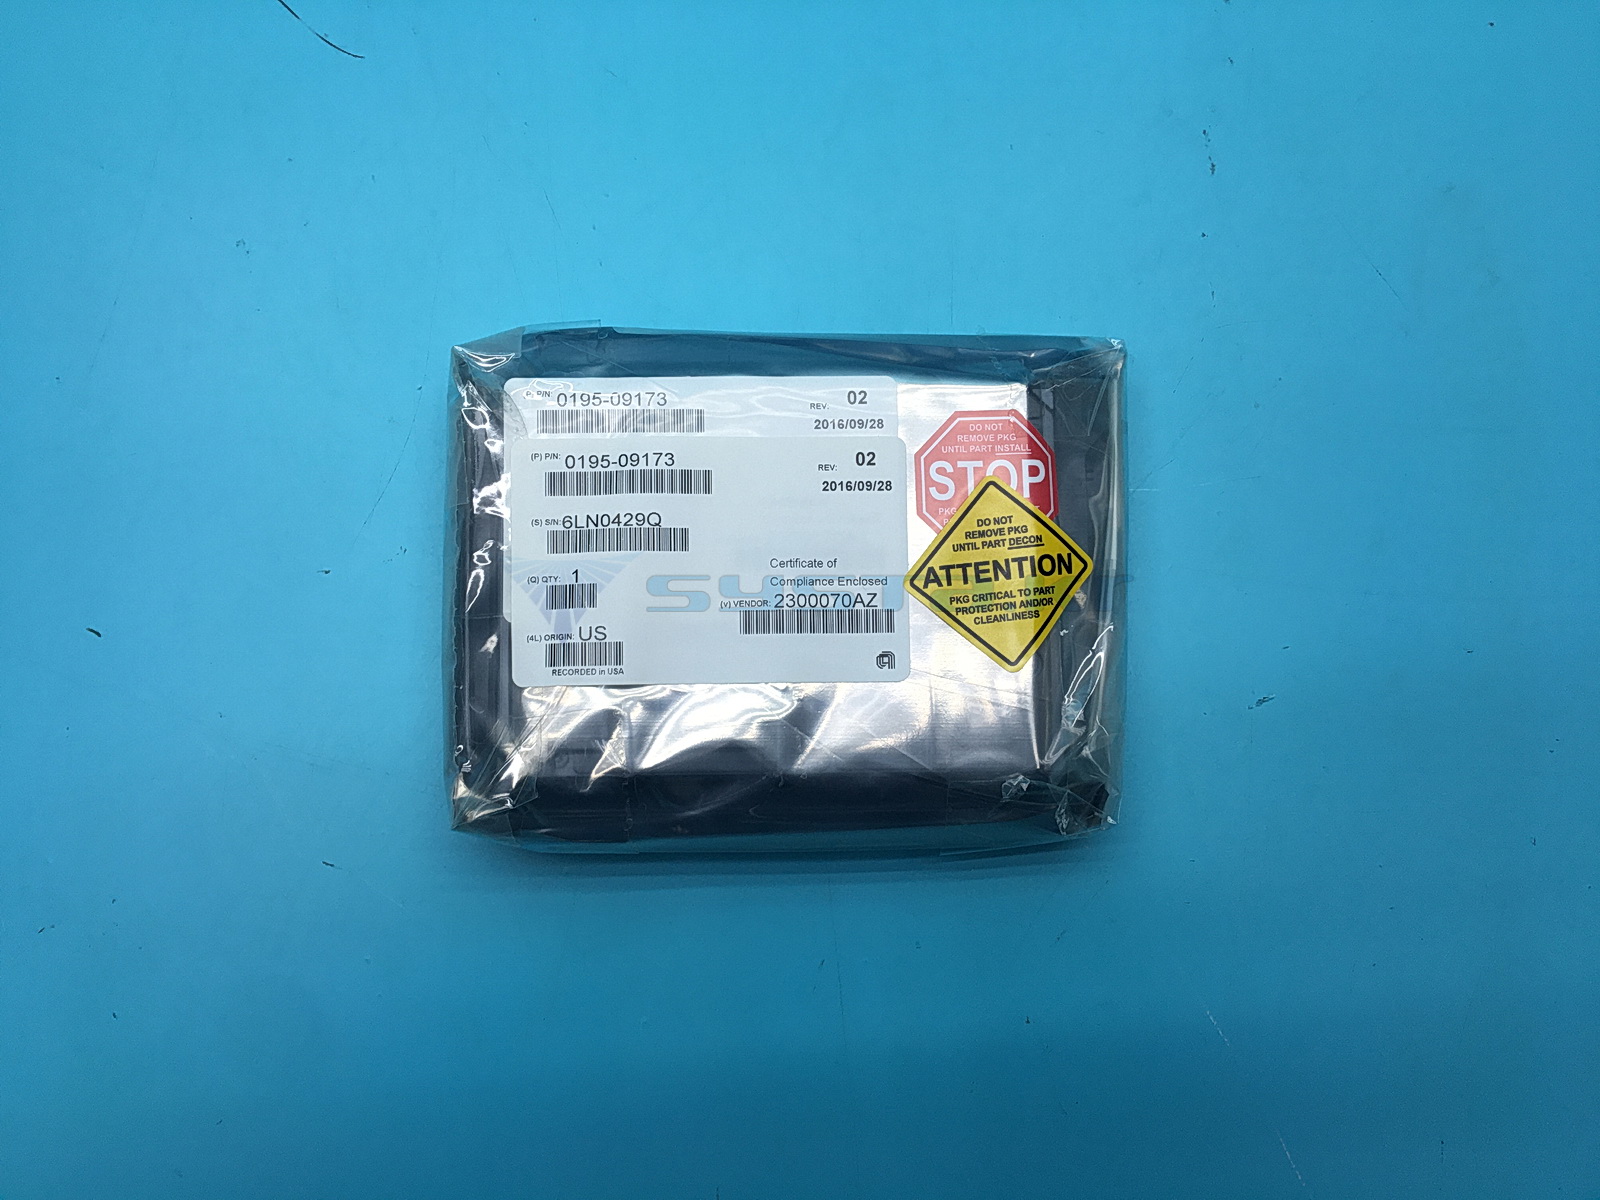 (P) P/N: 0195-09173
REV. 02
2016/09/28
(P) P/N: 0195-09173
REV: 02
2016/09/28
(S) S/N: 6LN0429Q
(Q) QTY: 1
Certificate of
Compliance Enclosed
(v) VENDOR: 2300070AZ
(4L) ORIGIN: US
RECORDED in USA
DO NOT
REMOVE PKG
UNTIL PART INSTALL
STOP
PKG
DO NOT
REMOVE PKG
UNTIL PART DECON
ATTENTION
PKG CRITICAL TO PART
PROTECTION AND/OR
CLEANLINESS